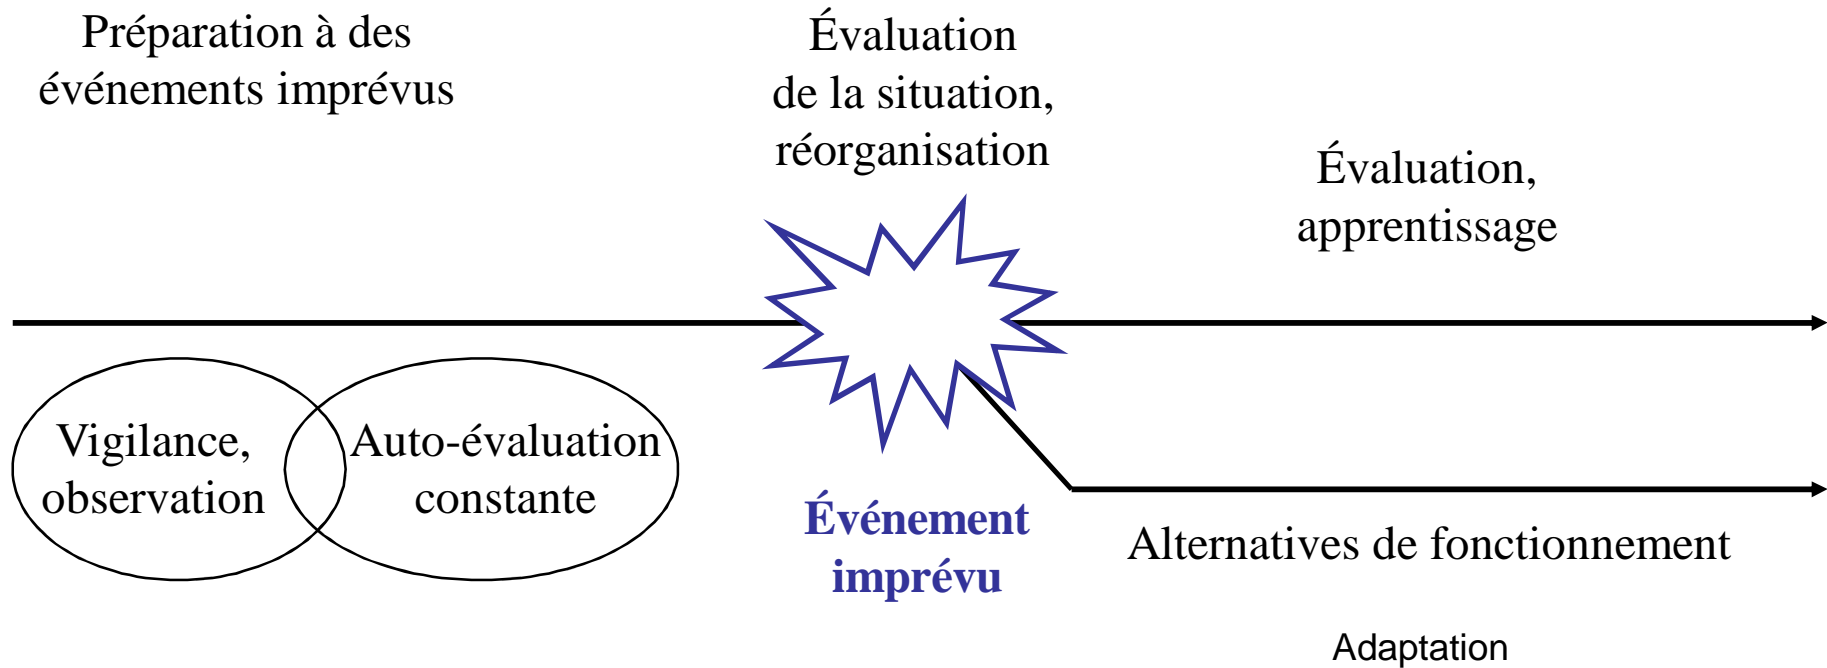 Préparation à des
événements imprévus
Évaluation
de la situation,
réorganisation
Évaluation,
apprentissage
Vigilance,
observation
Auto-évaluation
constante
Événement
imprévu
Alternatives de fonctionnement
Adaptation